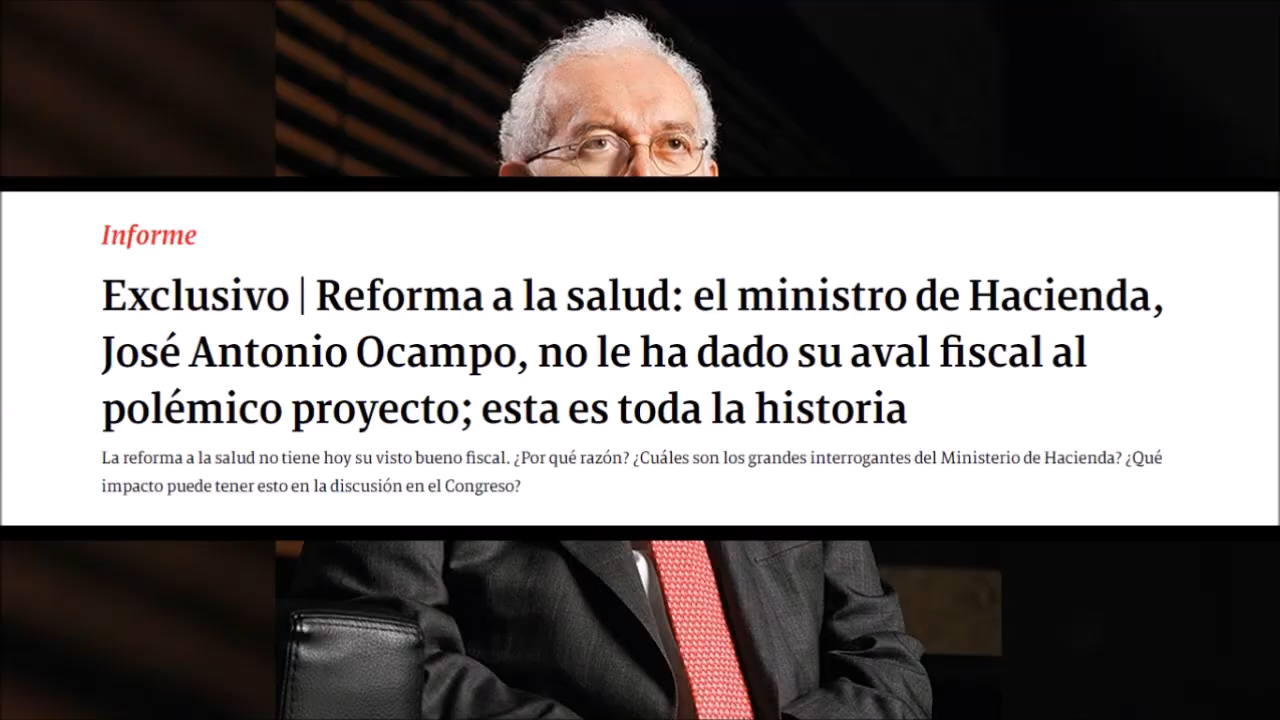 Informe
Exclusivo | Reforma a la salud: el ministro de Hacienda,
José Antonio Ocampo, no le ha dado su aval fiscal al
polémico proyecto; esta es toda la historia
La reforma a la salud no tiene hoy su visto bueno fiscal. ¿Por qué razón? ¿Cuáles son los grandes interrogantes del Ministerio de Hacienda? ¿Qué
impacto puede tener esto en la discusión en el Congreso?